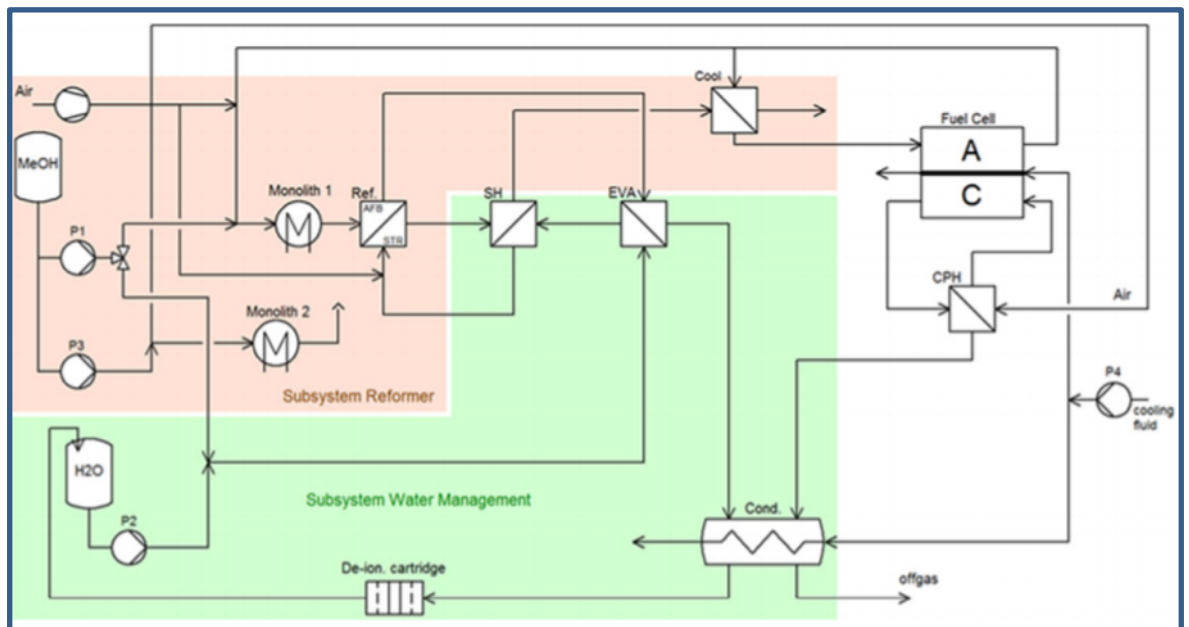 Air
Cool
Fuel Cell
MeOH
A
Monolith 1
Ref.
SH
EVA
AFB
C
STR
P1
CPH
Air
Monolith 2
P3
P4
Subsystem Reformer
cooling
fluid
H2O
Subsystem Water Management
P2
Cond.
De-ion. cartridge
offgas